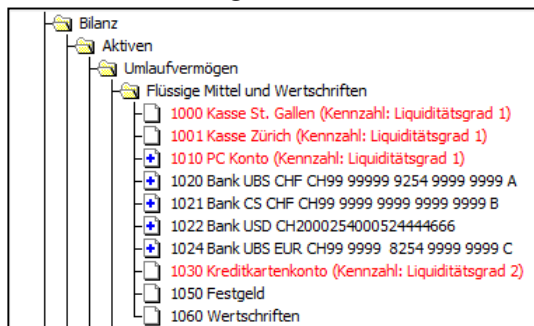 Bilanz
Aktiven
Umlaufvermögen
Flüssige Mittel und Wertschriften
1000 Kasse St. Gallen (Kennzahl: Liquiditätsgrad 1)
1001 Kasse Zürich (Kennzahl: Liquiditätsgrad 1)
1010 PC Konto (Kennzahl: Liquiditätsgrad 1)
1020 Bank UBS CHF CH99 99999 9254 9999 9999 A
1021 Bank CS CHF CH99 9999 9999 9999 9999 B
1022 Bank USD CH2000254000524444666
1024 Bank UBS EUR CH99 9999 8254 9999 9999 C
1030 Kreditkartenkonto (Kennzahl: Liquiditätsgrad 2)
1050 Festgeld
1060 Wertschriften